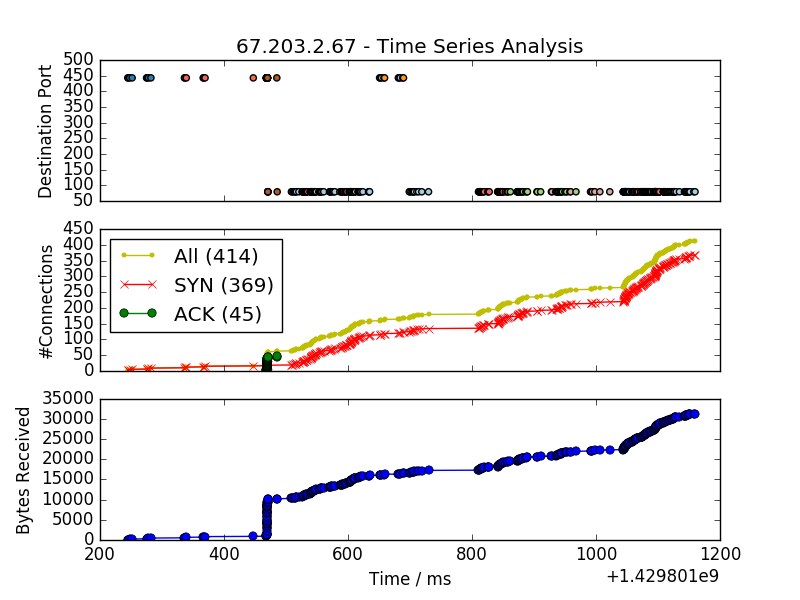 67.203.2.67 - Time Series Analysis
500
450
400
350
300
250
200
150
100
50
Destination Port
450
400
350
300
250
200
150
100
50
0
#Connections
All (414)
SYN (369)
ACK (45)
35000
30000
25000
20000
15000
10000
5000
0
Bytes Received
200 400 600 800 1000 1200
Time / ms
+1.429801e9